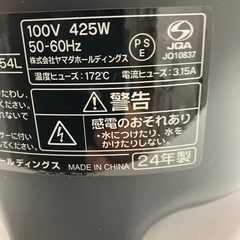 100V 425W
50-60Hz
株式会社ヤマダホールディングス
54L
PS
E
JQA
JQ10837
温度ヒューズ:172℃ 電流ヒューズ:3.15A
警告
感電のおそれあり
・水につけたり、水を
かけたりしない。
ールディングス MADE IN CHINA 24年製